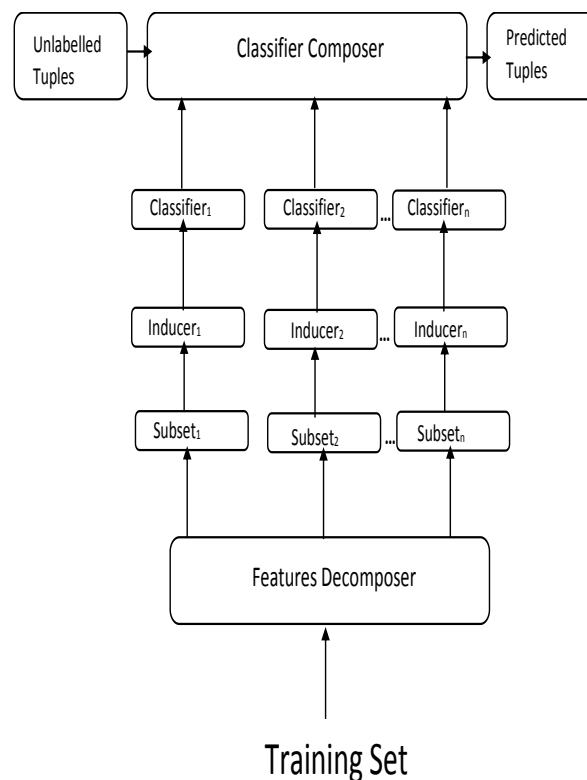 Unlabelled
Tuples
Classifier Composer
Predicted
Tuples
Classifier₁
Classifier₂
...
Classifierₙ
Inducer₁
Inducer₂
...
Inducerₙ
Subset₁
Subset₂
...
Subsetₙ
Features Decomposer
Training Set